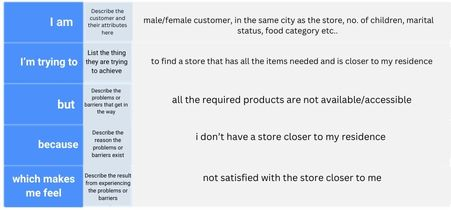 I am
Describe the
customer and
their attributes
here
male/female customer, in the same city as the store, no. of children, marital
status, food category etc..
I'm trying to
List the thing
they are trying
to achieve
to find a store that has all the items needed and is closer to my residence
but
Describe the
problems or
barriers that get in
the way
all the required products are not available/accessible
because
Describe the
reason the
problems or
barriers exist
i don't have a store closer to my residence
which makes
me feel
Describe the result
from experiencing
the problems or
barriers
not satisfied with the store closer to me